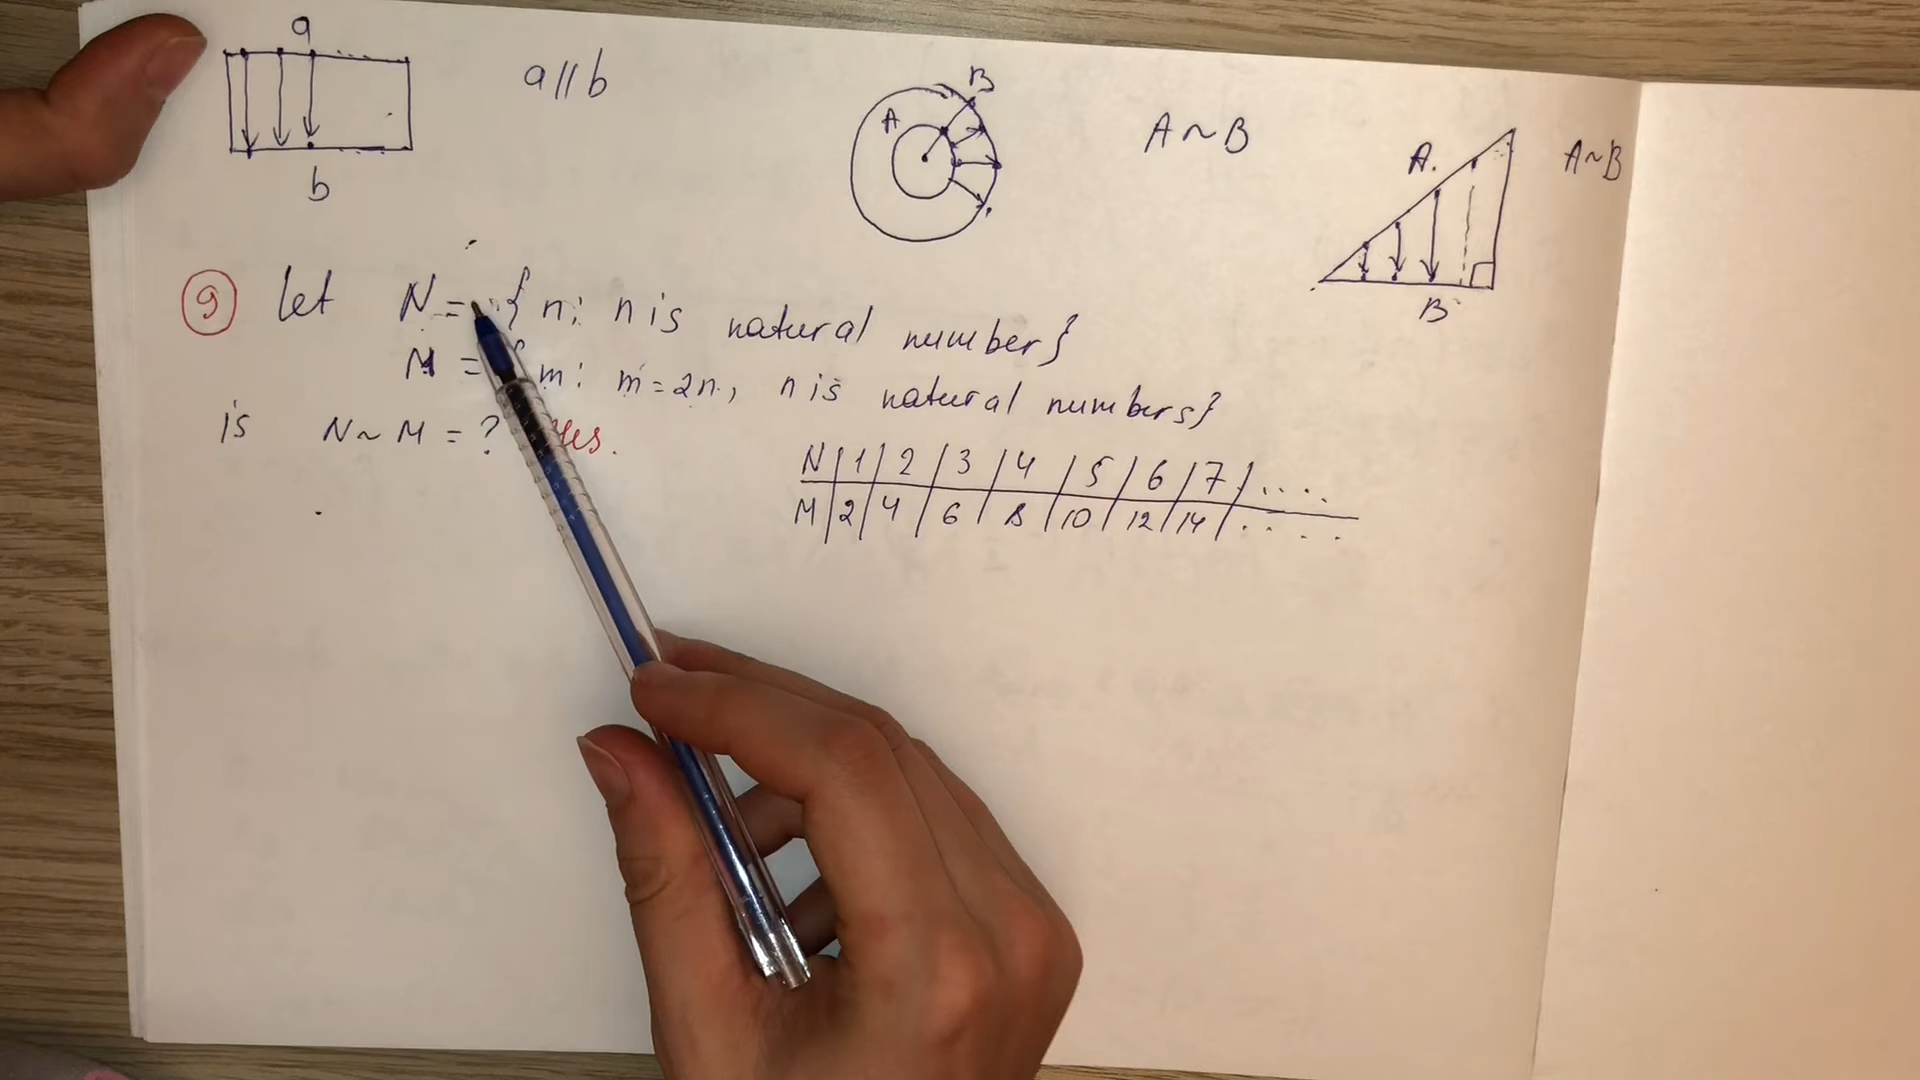 a
a//b
b
A
B
A~B
A.
B
A~B
9 Let N = { n: n is natural number}
M = { m: m = 2n, n is natural numbers}
is N ~ M = ? Yes.
N | 1 | 2 | 3 | 4 | 5 | 6 | 7 | ....
M | 2 | 4 | 6 | 8 | 10 | 12 | 14 | ....